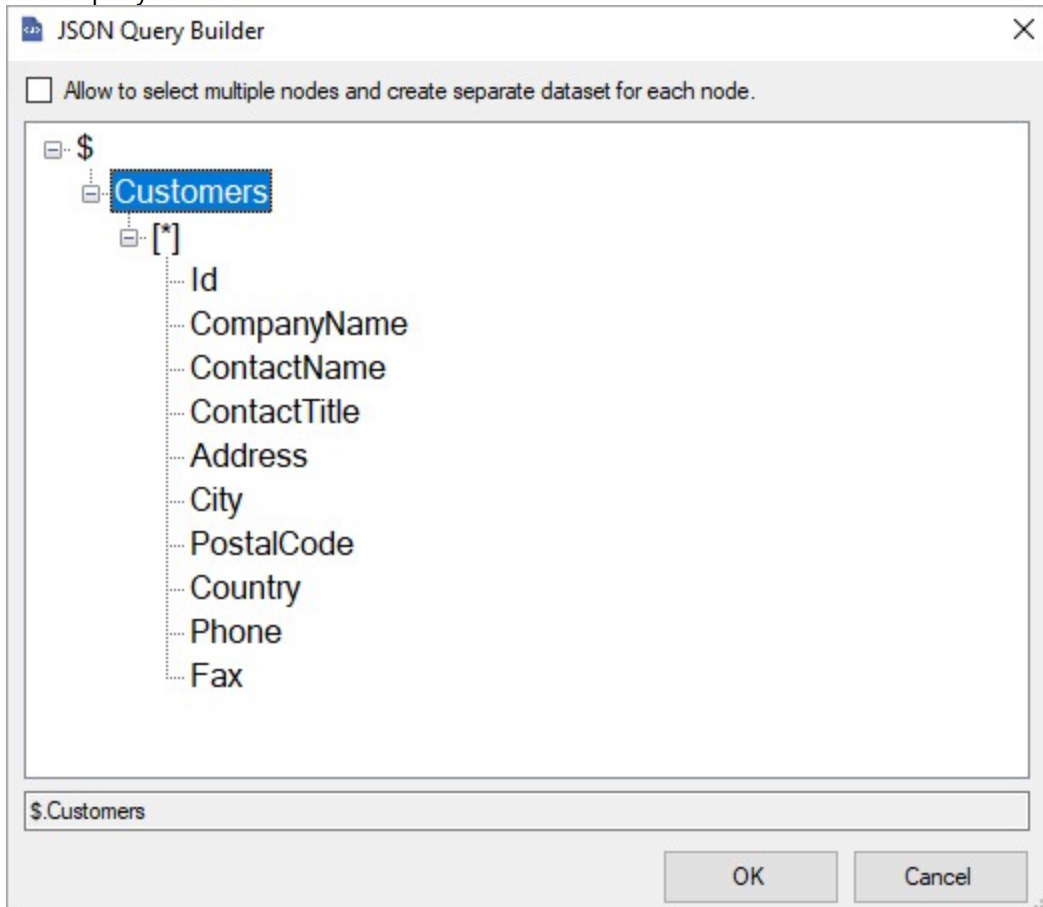 JSON Query Builder
Allow to select multiple nodes and create separate dataset for each node.
$
Customers
[*]
Id
CompanyName
ContactName
ContactTitle
Address
City
PostalCode
Country
Phone
Fax
$.Customers
OK Cancel